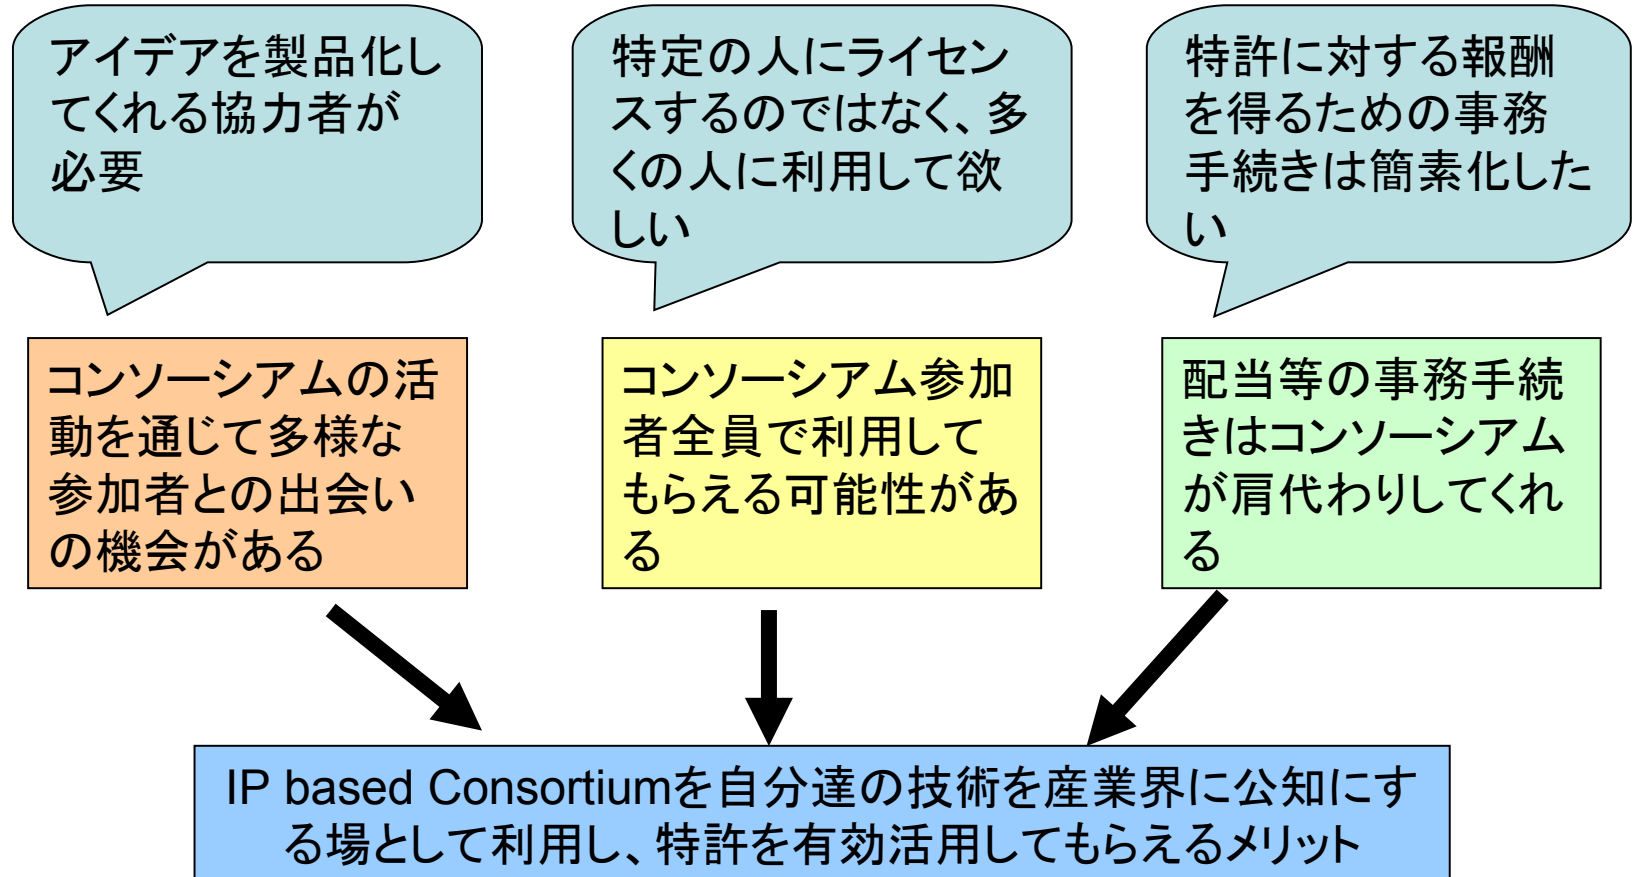 アイデアを製品化し
てくれる協力者が
必要
特定の人にライセン
スするのではなく、多
くの人に利用して欲
しい
特許に対する報酬
を得るための事務
手続きは簡素化した
い
コンソーシアムの活
動を通じて多様な
参加者との出会い
の機会がある
コンソーシアム参加
者全員で利用して
もらえる可能性があ
る
配当等の事務手続
きはコンソーシアム
が肩代わりしてくれ
る
IP based Consortiumを自分達の技術を産業界に公知にす
る場として利用し、特許を有効活用してもらえるメリット